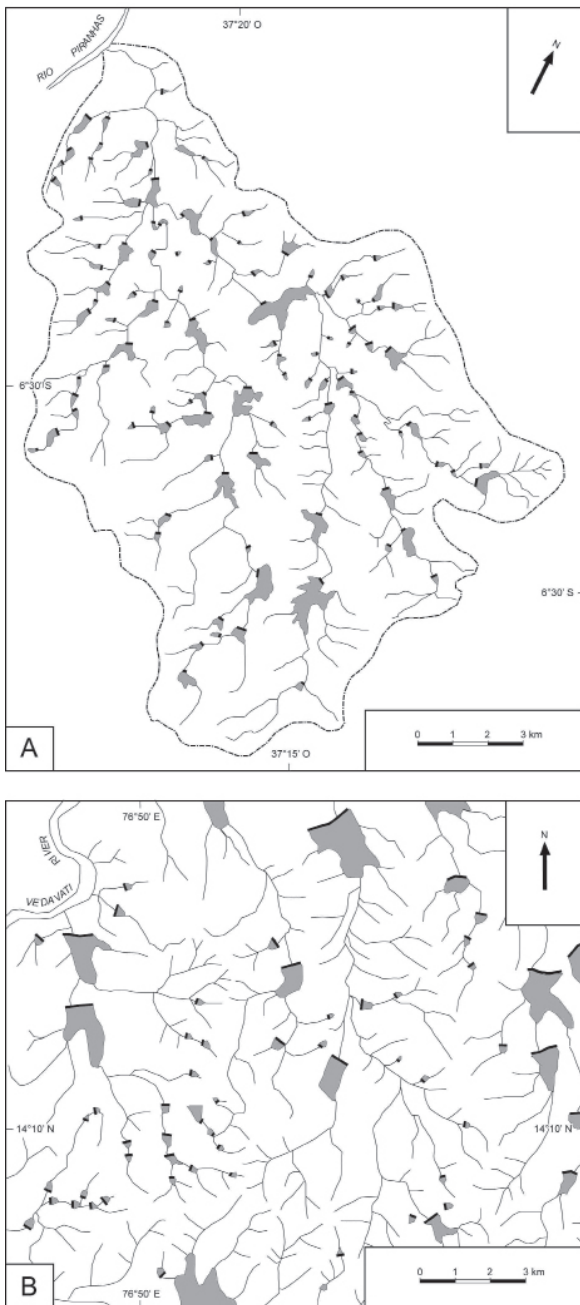 37°20' O
RIO PIRANHAS
N
6°30' S
6°30' S
A
37°15' O
0 1 2 3 km
76°50' E
N
VEDAVATI RIVER
14°10' N
14°10' N
B
76°50' E
0 1 2 3 km